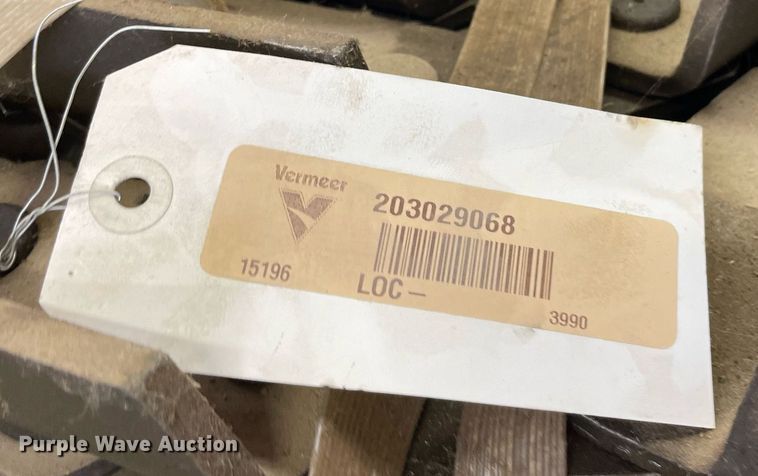 Vermeer
203029068
15196
LOC-
3990
Purple Wave Auction